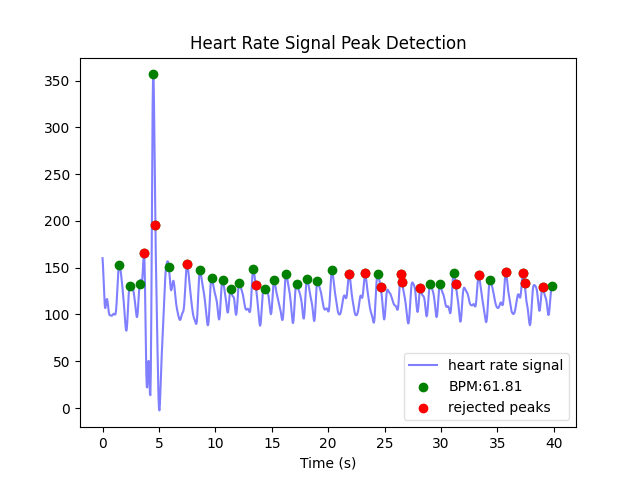 Heart Rate Signal Peak Detection
350
300
250
200
150
100
50
0
heart rate signal
BPM:61.81
rejected peaks
0 5 10 15 20 25 30 35 40
Time (s)